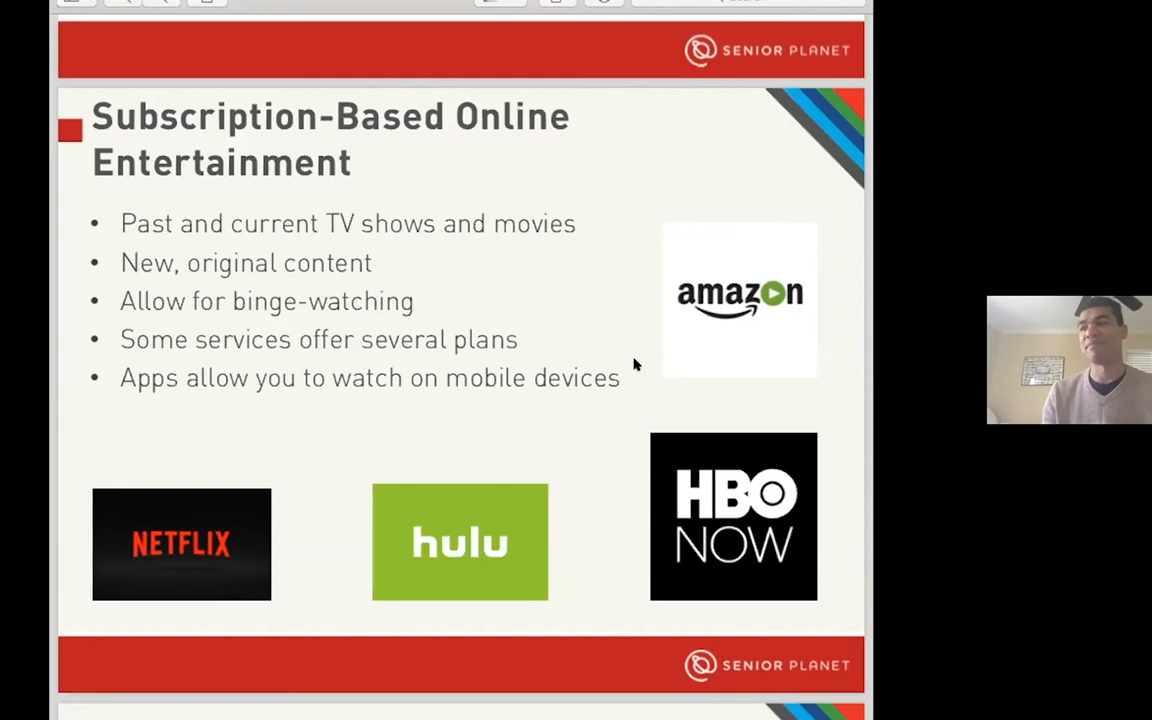 SENIOR PLANET
Subscription-Based Online
Entertainment
• Past and current TV shows and movies
• New, original content
• Allow for binge-watching
• Some services offer several plans
• Apps allow you to watch on mobile devices
amazon
NETFLIX
hulu
HBO
NOW
SENIOR PLANET